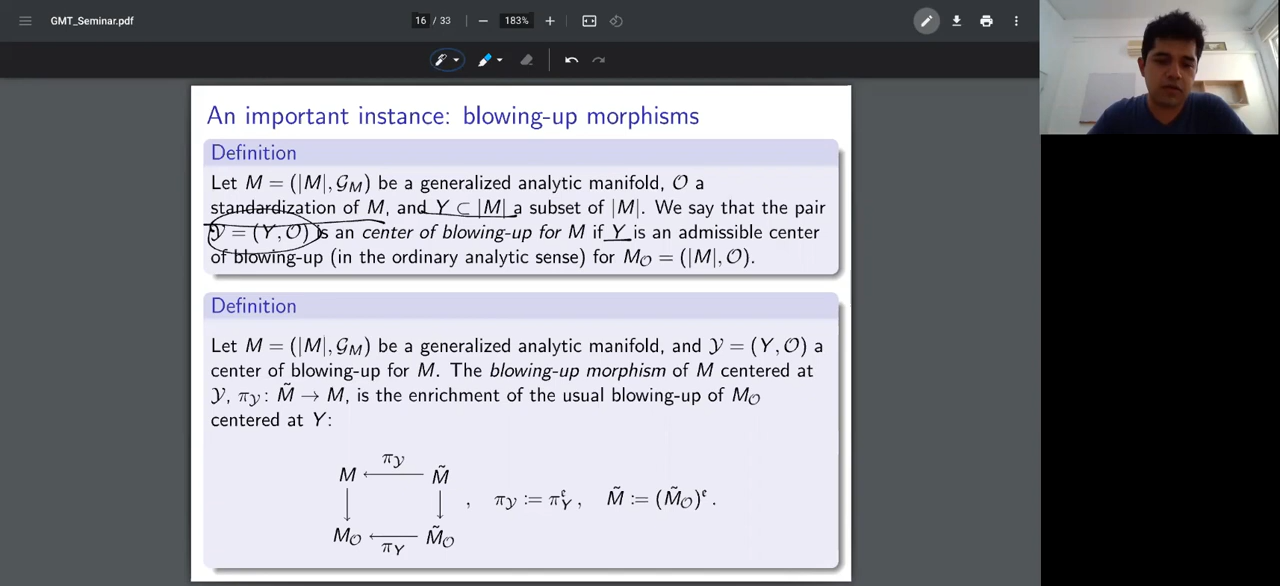 GMT_Seminar.pdf
16 / 33
183%
An important instance: blowing-up morphisms
Definition
Let M = (|M|, 𝒢_M) be a generalized analytic manifold, 𝒪 a
standardization of M, and Y ⊂ |M| a subset of |M|. We say that the pair
𝒴 = (Y, 𝒪) is an center of blowing-up for M if Y is an admissible center
of blowing-up (in the ordinary analytic sense) for M_𝒪 = (|M|, 𝒪).
Definition
Let M = (|M|, 𝒢_M) be a generalized analytic manifold, and 𝒴 = (Y, 𝒪) a
center of blowing-up for M. The blowing-up morphism of M centered at
𝒴, π_𝒴: M̃ → M, is the enrichment of the usual blowing-up of M_𝒪
centered at Y:
π_𝒴
M ← M̃
, π_𝒴 := π_Y^𝔢, M̃ := (M̃_𝒪)^𝔢.
M_𝒪 ← M̃_𝒪
π_Y